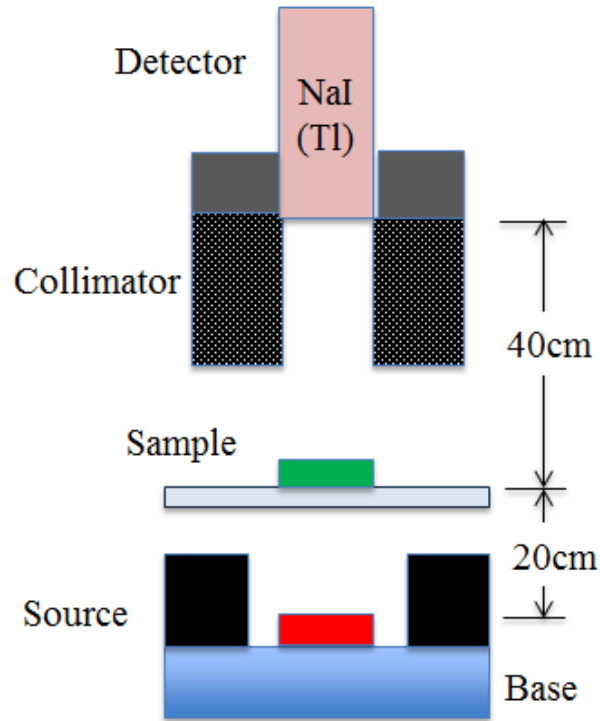 Detector
NaI
(Tl)
Collimator
40cm
Sample
20cm
Source
Base